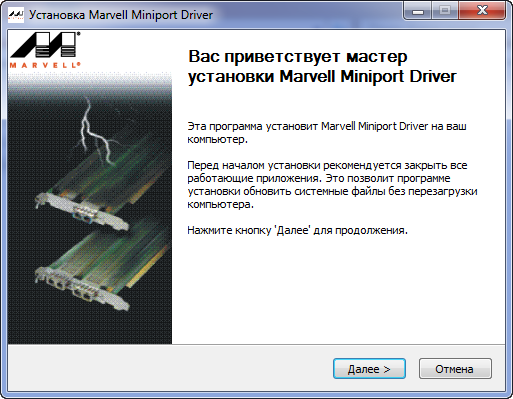 Установка Marvell Miniport Driver
MARVELL®
Вас приветствует мастер
установки Marvell Miniport Driver
Эта программа установит Marvell Miniport Driver на ваш
компьютер.
Перед началом установки рекомендуется закрыть все
работающие приложения. Это позволит программе
установки обновить системные файлы без перезагрузки
компьютера.
Нажмите кнопку 'Далее' для продолжения.
Далее >
Отмена